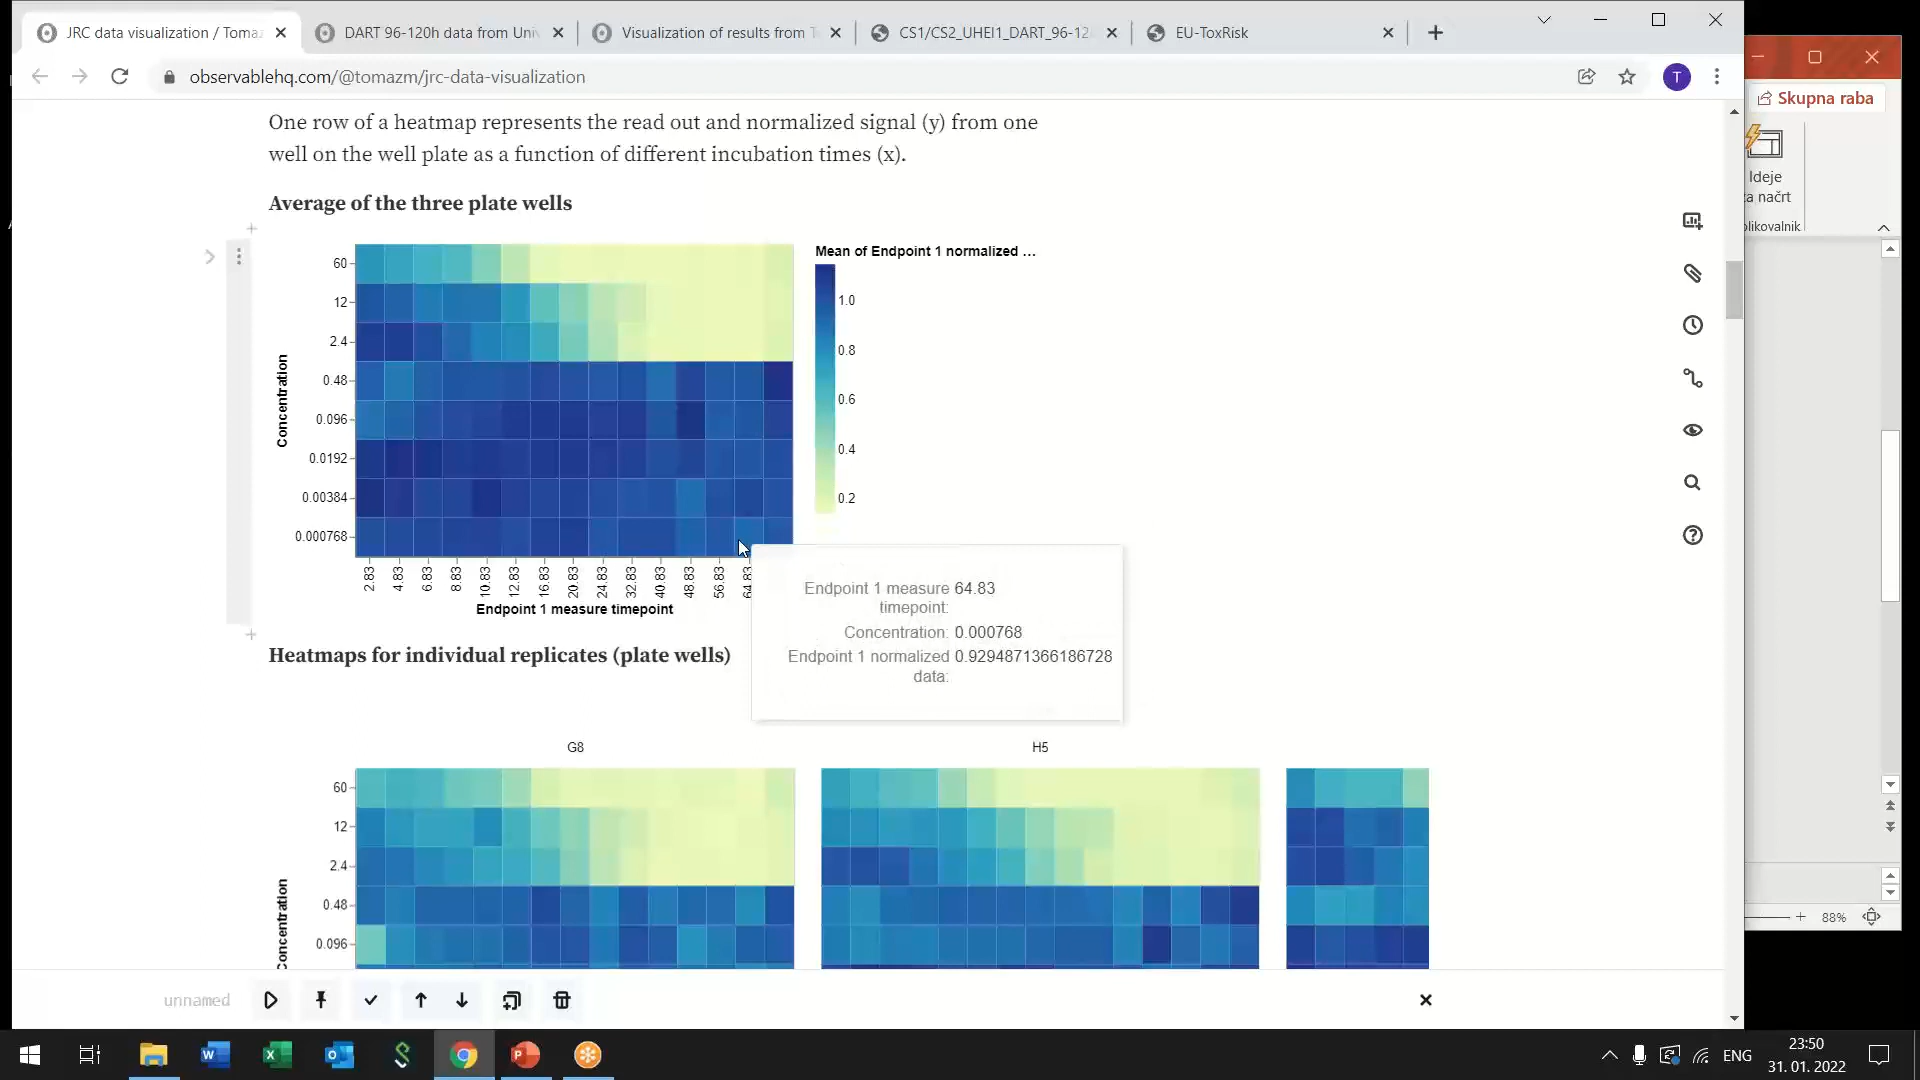 JRC data visualization / Toma
DART 96-120h data from Uni
Visualization of results from T
CS1/CS2_UHEI1_DART_96-12
EU-ToxRisk
observablehq.com/@tomazm/jrc-data-visualization
T
Skupna raba
Ideje
za načrt
blikovalnik
One row of a heatmap represents the read out and normalized signal (y) from one
well on the well plate as a function of different incubation times (x).
Average of the three plate wells
Mean of Endpoint 1 normalized …
Concentration
60
12
2.4
0.48
0.096
0.0192
0.00384
0.000768
1.0
0.8
0.6
0.4
0.2
2.83 4.83 6.83 8.83 10.83 12.83 16.83 20.83 24.83 32.83 40.83 48.83 56.83 64.83
Endpoint 1 measure timepoint
Endpoint 1 measure 64.83
timepoint:
Concentration: 0.000768
Endpoint 1 normalized 0.9294871366186728
data:
Heatmaps for individual replicates (plate wells)
G8
H5
Concentration
60
12
2.4
0.48
0.096
unnamed
88%
ENG
23:50
31. 01. 2022